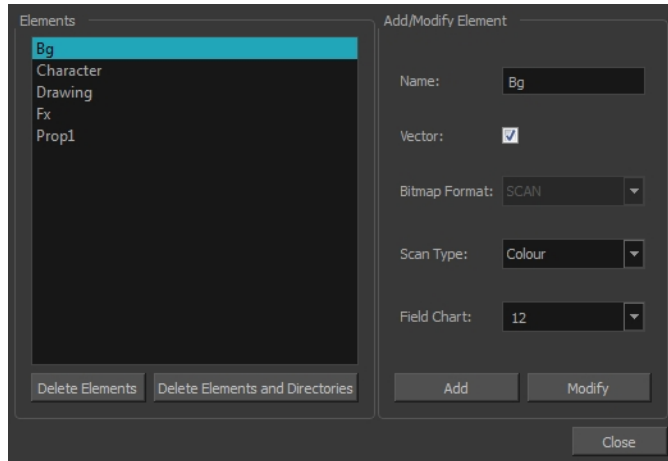 Elements
Bg
Character
Drawing
Fx
Prop1
Delete Elements
Delete Elements and Directories
Add/Modify Element
Name: Bg
Vector:
Bitmap Format: SCAN
Scan Type: Colour
Field Chart: 12
Add
Modify
Close